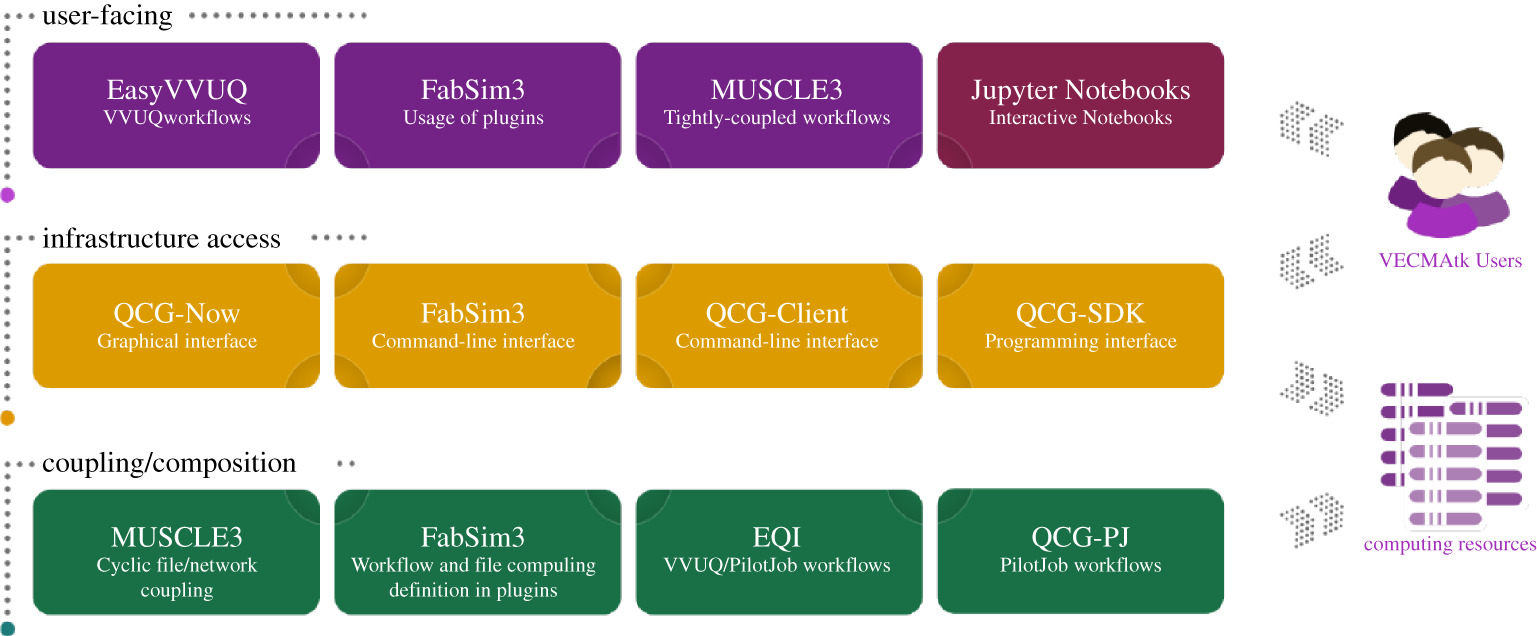 user-facing
EasyVVUQ
VVUQworkflows
FabSim3
Usage of plugins
MUSCLE3
Tightly-coupled workflows
Jupyter Notebooks
Interactive Notebooks
VECMAtk Users
infrastructure access
QCG-Now
Graphical interface
FabSim3
Command-line interface
QCG-Client
Command-line interface
QCG-SDK
Programming interface
coupling/composition
MUSCLE3
Cyclic file/network
coupling
FabSim3
Workflow and file compuling
definition in plugins
EQI
VVUQ/PilotJob workflows
QCG-PJ
PilotJob workflows
computing resources